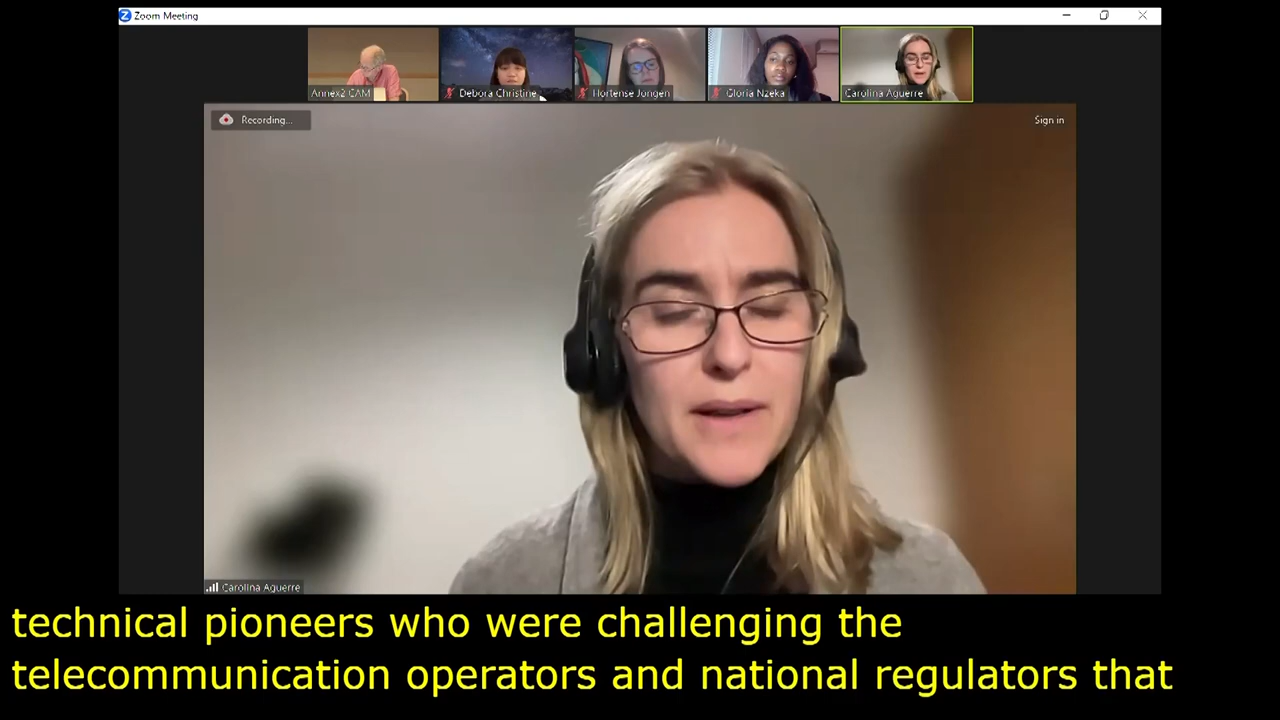 Zoom Meeting
Annex2 CAM
Debora Christine
Hortense Jongen
Gloria Nzeka
Carolina Aguerre
Recording...
Sign in
Carolina Aguerre
technical pioneers who were challenging the
telecommunication operators and national regulators that